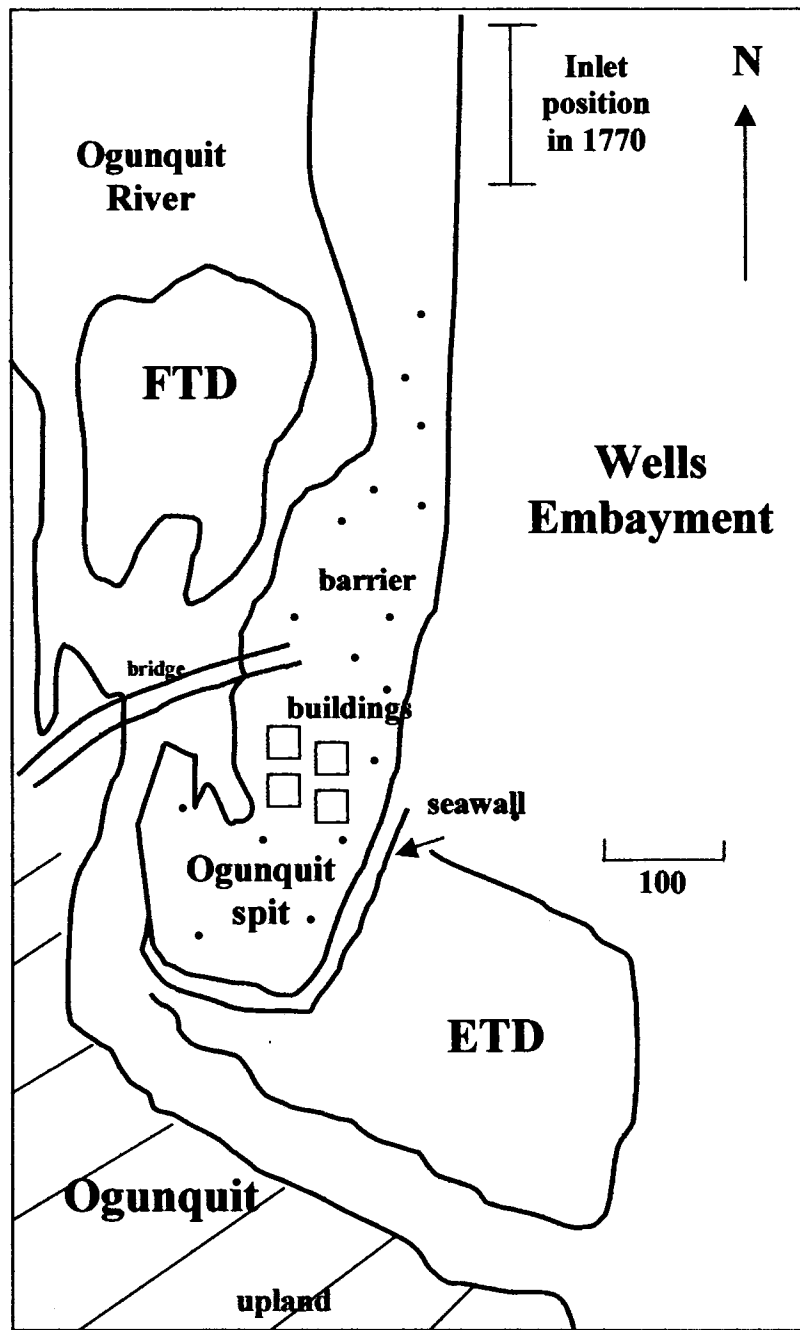 Inlet
position
in 1770
N
Ogunquit
River
FTD
Wells
Embayment
barrier
bridge
buildings
seawall
100
Ogunquit
spit
ETD
Ogunquit
upland